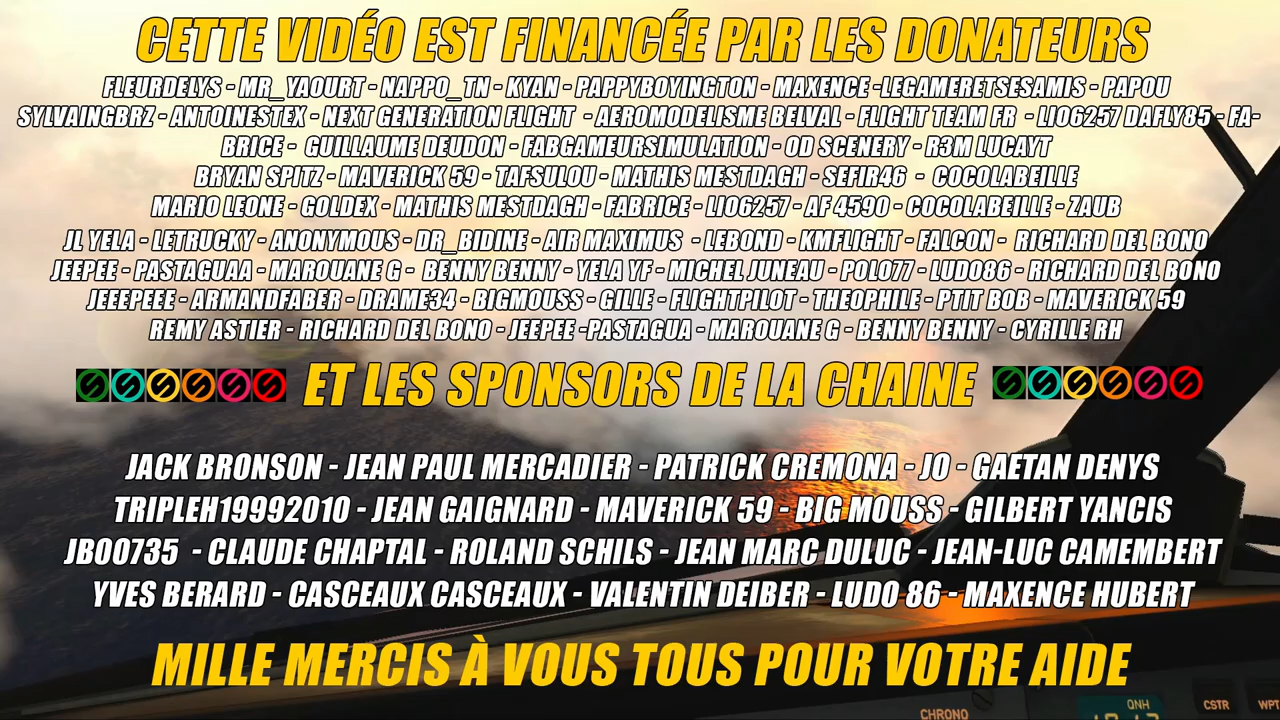 CETTE VIDÉO EST FINANCÉE PAR LES DONATEURS
FLEURDELYS - MR_YAOURT - NAPPO_TN - KYAN - PAPPYBOYINGTON - MAXENCE -LEGAMERETSESAMIS - PAPOU
SYLVAINGBRZ - ANTOINESTEX - NEXT GENERATION FLIGHT - AEROMODELISME BELVAL - FLIGHT TEAM FR - LIO6257 DAFLY85 - FA-
BRICE - GUILLAUME DEUDON - FABGAMEURSIMULATION - OD SCENERY - R3M LUCAYT
BRYAN SPITZ - MAVERICK 59 - TAFSULOU - MATHIS MESTDAGH - SEFIR46 - COCOLABEILLE
MARIO LEONE - GOLDEX - MATHIS MESTDAGH - FABRICE - LIO6257 - AF 4590 - COCOLABEILLE - ZAUB
JL YELA - LETRUCKY - ANONYMOUS - DR_BIDINE - AIR MAXIMUS - LEBOND - KMFLIGHT - FALCON - RICHARD DEL BONO
JEEPEE - PASTAGUAA - MAROUANE G - BENNY BENNY - YELA YF - MICHEL JUNEAU - POLO77 - LUDO86 - RICHARD DEL BONO
JEEEPEEE - ARMANDFABER - DRAME34 - BIGMOUSS - GILLE - FLIGHTPILOT - THEOPHILE - PTIT BOB - MAVERICK 59
REMY ASTIER - RICHARD DEL BONO - JEEPEE -PASTAGUA - MAROUANE G - BENNY BENNY - CYRILLE RH
ET LES SPONSORS DE LA CHAINE
JACK BRONSON - JEAN PAUL MERCADIER - PATRICK CREMONA - JO - GAETAN DENYS
TRIPLEH19992010 - JEAN GAIGNARD - MAVERICK 59 - BIG MOUSS - GILBERT YANCIS
JB00735 - CLAUDE CHAPTAL - ROLAND SCHILS - JEAN MARC DULUC - JEAN-LUC CAMEMBERT
YVES BERARD - CASCEAUX CASCEAUX - VALENTIN DEIBER - LUDO 86 - MAXENCE HUBERT
MILLE MERCIS À VOUS TOUS POUR VOTRE AIDE
CHRONO
QNH
CSTR
WPT